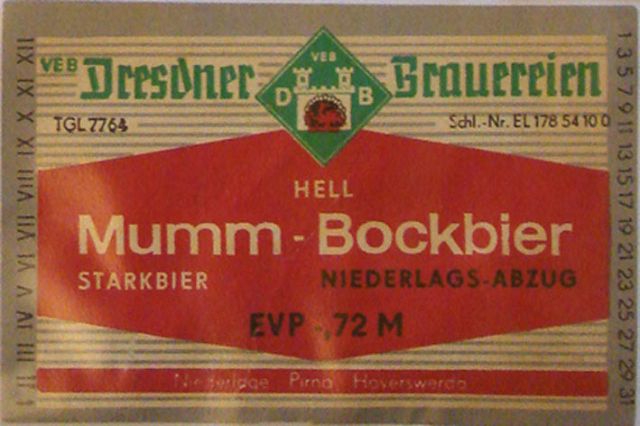 VEB Dresdner Brauereien
VEB
D B
TGL 7764
Schl.-Nr. EL 178 54 10 0
HELL
Mumm - Bockbier
STARKBIER NIEDERLAGS-ABZUG
EVP -,72 M
Niederlage Pirna Hoyerswerda
I II III IV V VI VII VIII IX X XI XII
1 3 5 7 9 11 13 15 17 19 21 23 25 27 29 31